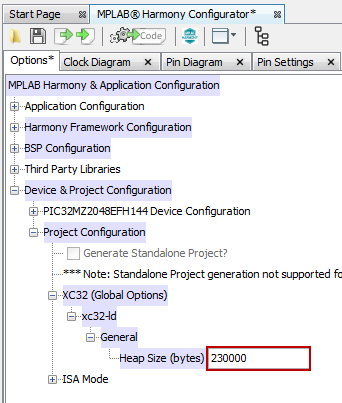 Start Page MPLAB® Harmony Configurator*
Code
Options* Clock Diagram Pin Diagram Pin Settings
MPLAB Harmony & Application Configuration
Application Configuration
Harmony Framework Configuration
BSP Configuration
Third Party Libraries
Device & Project Configuration
PIC32MZ2048EFH144 Device Configuration
Project Configuration
Generate Standalone Project?
*** Note: Standalone Project generation not supported fo
XC32 (Global Options)
xc32-ld
General
Heap Size (bytes) 230000
ISA Mode